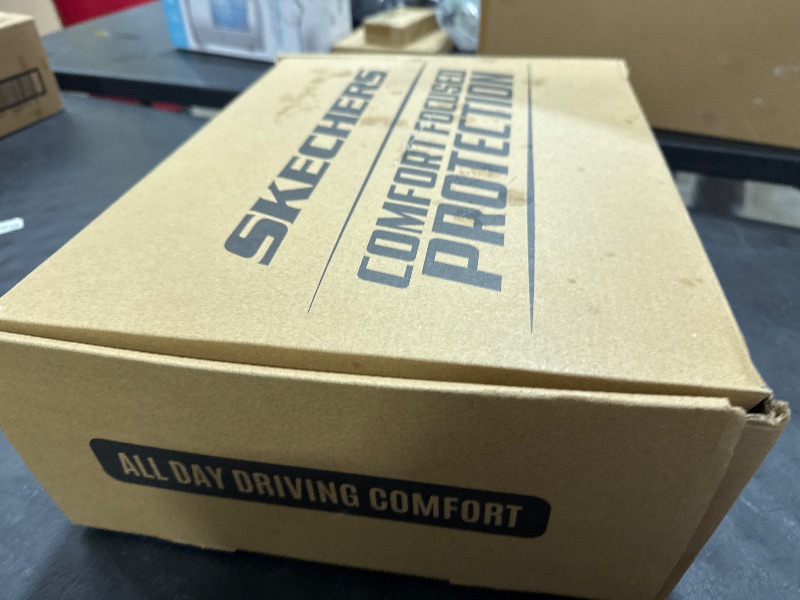 SKECHERS
COMFORT FOCUSED
PROTECTION
ALL DAY DRIVING COMFORT